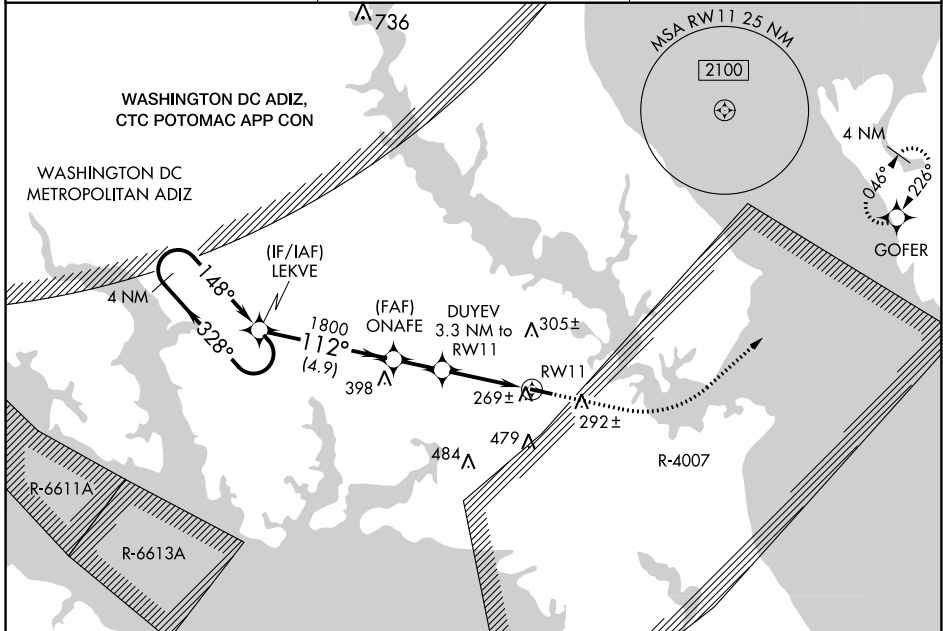 736
MSA RW11 25 NM
2100
WASHINGTON DC ADIZ,
CTC POTOMAC APP CON
4 NM
046°
226°
GOFER
WASHINGTON DC
METROPOLITAN ADIZ
(IF/IAF)
LEKVE
148°
4 NM
328°
1800
112°
(4.9)
(FAF)
ONAFE
DUYEV
3.3 NM to
RW11
305±
398
RW11
269±
292±
479
484
R-4007
R-6611A
R-6613A